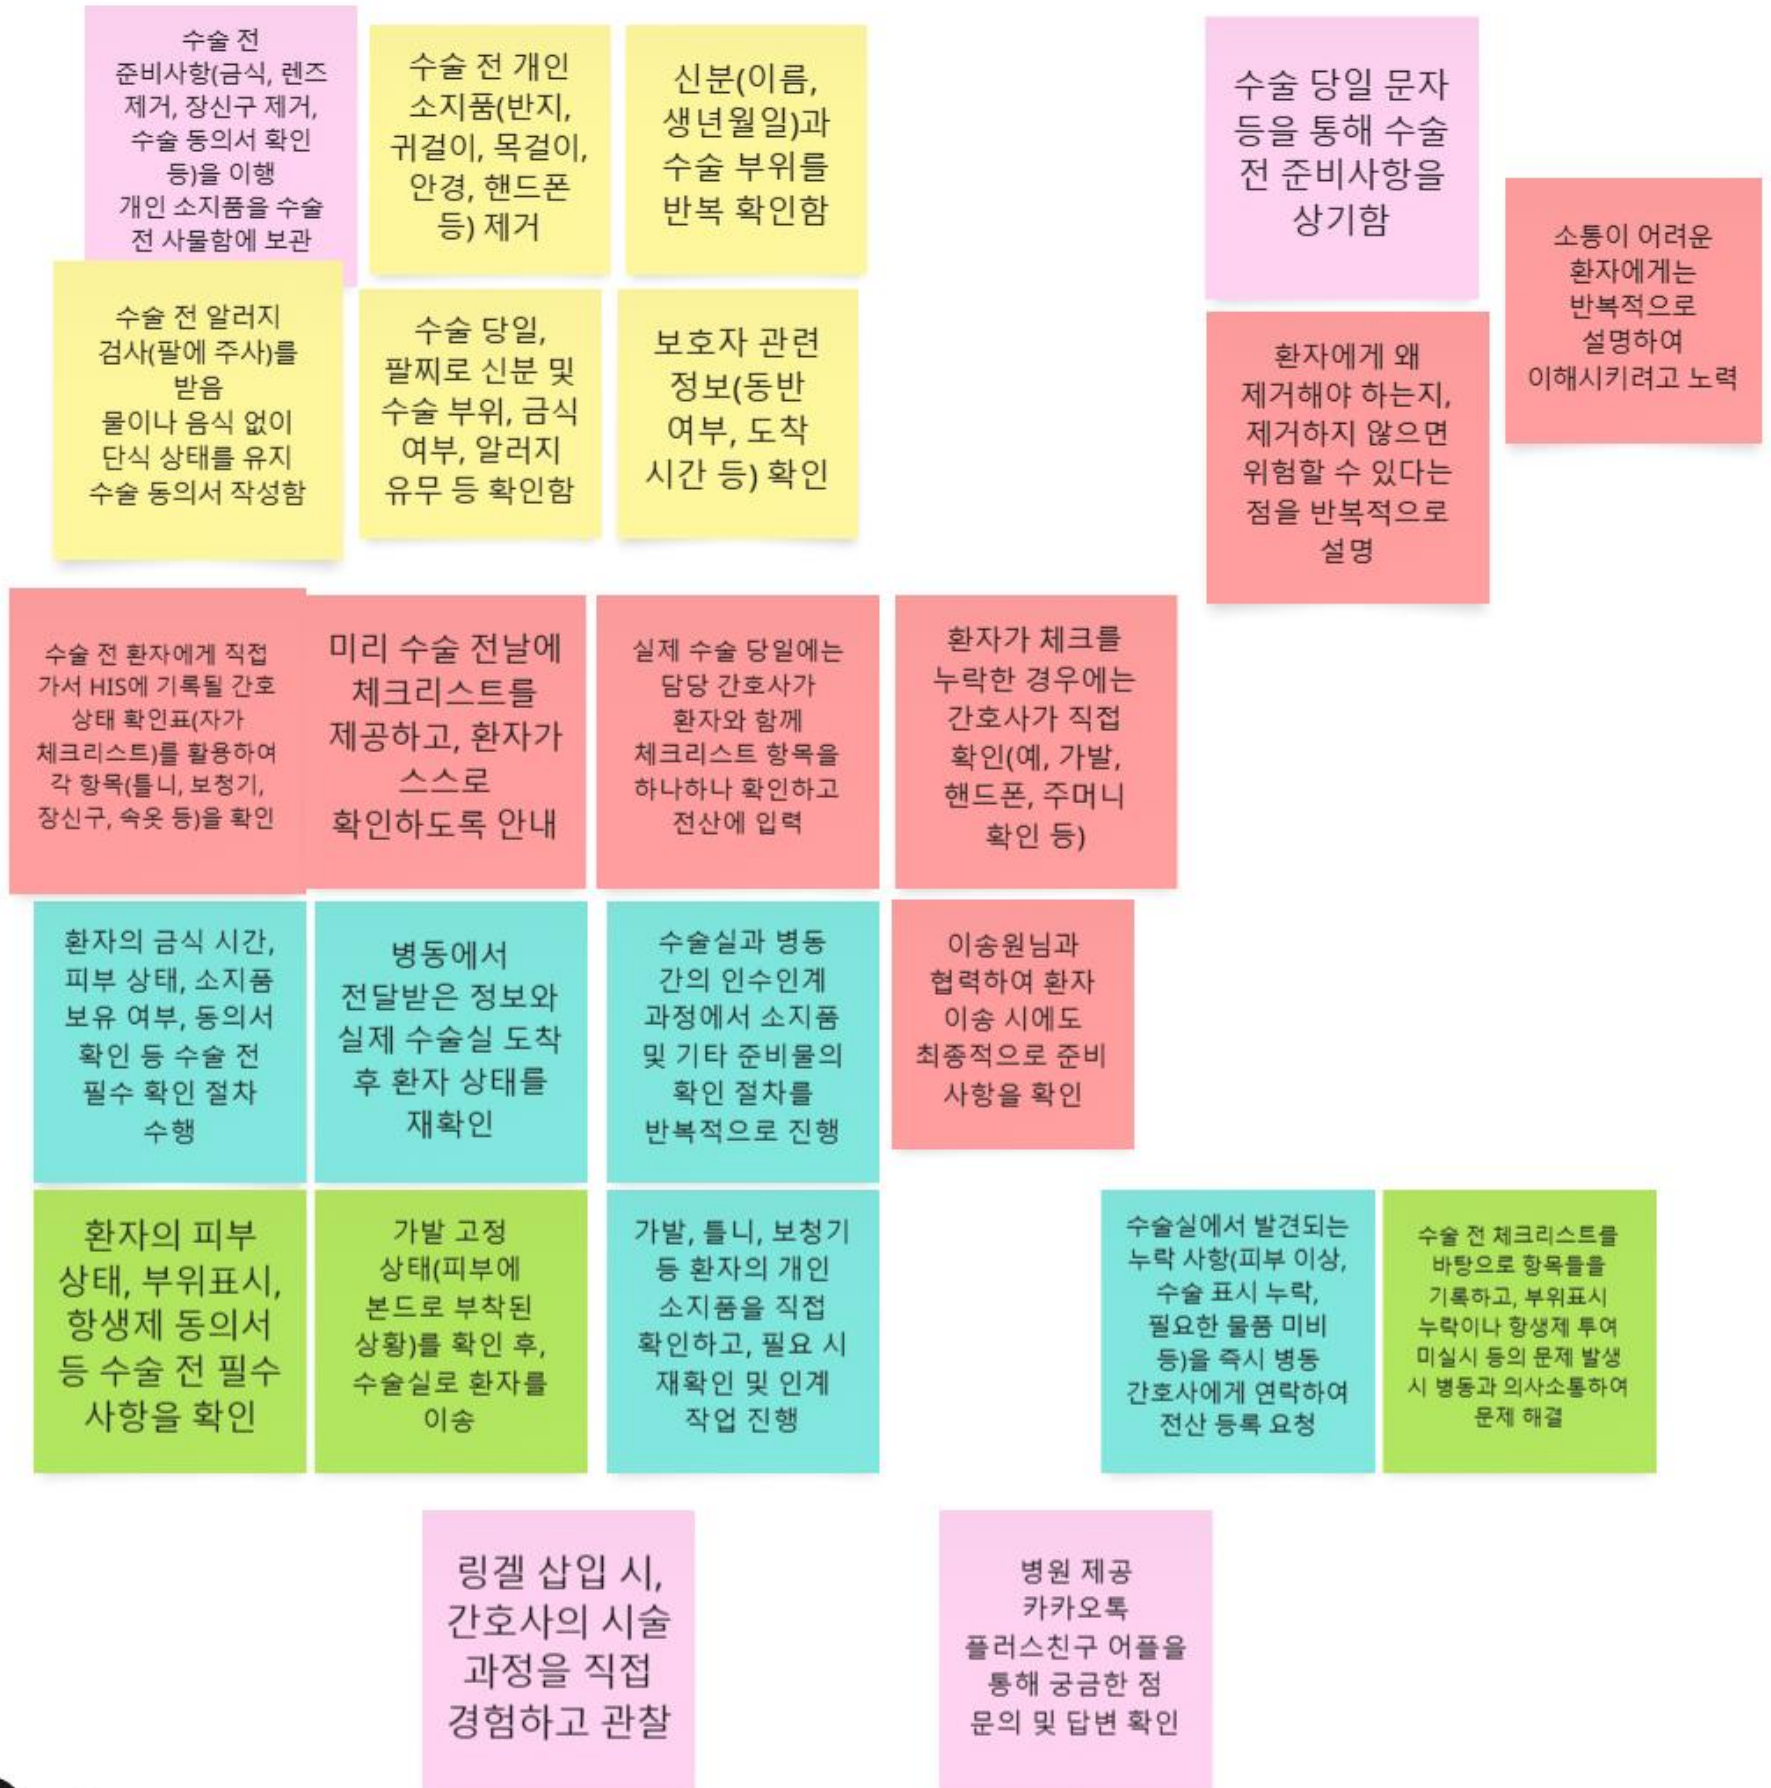 수술 전
준비사항(금식, 렌즈
제거, 장신구 제거,
수술 동의서 확인
등)을 이행
개인 소지품을 수술
전 사물함에 보관
수술 전 개인
소지품(반지,
귀걸이, 목걸이,
안경, 핸드폰
등) 제거
신분(이름,
생년월일)과
수술 부위를
반복 확인함
수술 당일 문자
등을 통해 수술
전 준비사항을
상기함
소통이 어려운
환자에게는
반복적으로
설명하여
이해시키려고 노력
수술 전 알러지
검사(팔에 주사)를
받음
물이나 음식 없이
단식 상태를 유지
수술 동의서 작성함
수술 당일,
팔찌로 신분 및
수술 부위, 금식
여부, 알러지
유무 등 확인함
보호자 관련
정보(동반
여부, 도착
시간 등) 확인
환자에게 왜
제거해야 하는지,
제거하지 않으면
위험할 수 있다는
점을 반복적으로
설명
수술 전 환자에게 직접
가서 HIS에 기록될 간호
상태 확인표(자가
체크리스트)를 활용하여
각 항목(틀니, 보청기,
장신구, 속옷 등)을 확인
미리 수술 전날에
체크리스트를
제공하고, 환자가
스스로
확인하도록 안내
실제 수술 당일에는
담당 간호사가
환자와 함께
체크리스트 항목을
하나하나 확인하고
전산에 입력
환자가 체크를
누락한 경우에는
간호사가 직접
확인(예, 가발,
핸드폰, 주머니
확인 등)
환자의 금식 시간,
피부 상태, 소지품
보유 여부, 동의서
확인 등 수술 전
필수 확인 절차
수행
병동에서
전달받은 정보와
실제 수술실 도착
후 환자 상태를
재확인
수술실과 병동
간의 인수인계
과정에서 소지품
및 기타 준비물의
확인 절차를
반복적으로 진행
이송원님과
협력하여 환자
이송 시에도
최종적으로 준비
사항을 확인
환자의 피부
상태, 부위표시,
항생제 동의서
등 수술 전 필수
사항을 확인
가발 고정
상태(피부에
본드로 부착된
상황)를 확인 후,
수술실로 환자를
이송
가발, 틀니, 보청기
등 환자의 개인
소지품을 직접
확인하고, 필요 시
재확인 및 인계
작업 진행
수술실에서 발견되는
누락 사항(피부 이상,
수술 표시 누락,
필요한 물품 미비
등)을 즉시 병동
간호사에게 연락하여
전산 등록 요청
수술 전 체크리스트를
바탕으로 항목들을
기록하고, 부위표시
누락이나 항생제 투여
미실시 등의 문제 발생
시 병동과 의사소통하여
문제 해결
링겔 삽입 시,
간호사의 시술
과정을 직접
경험하고 관찰
병원 제공
카카오톡
플러스친구 어플을
통해 궁금한 점
문의 및 답변 확인